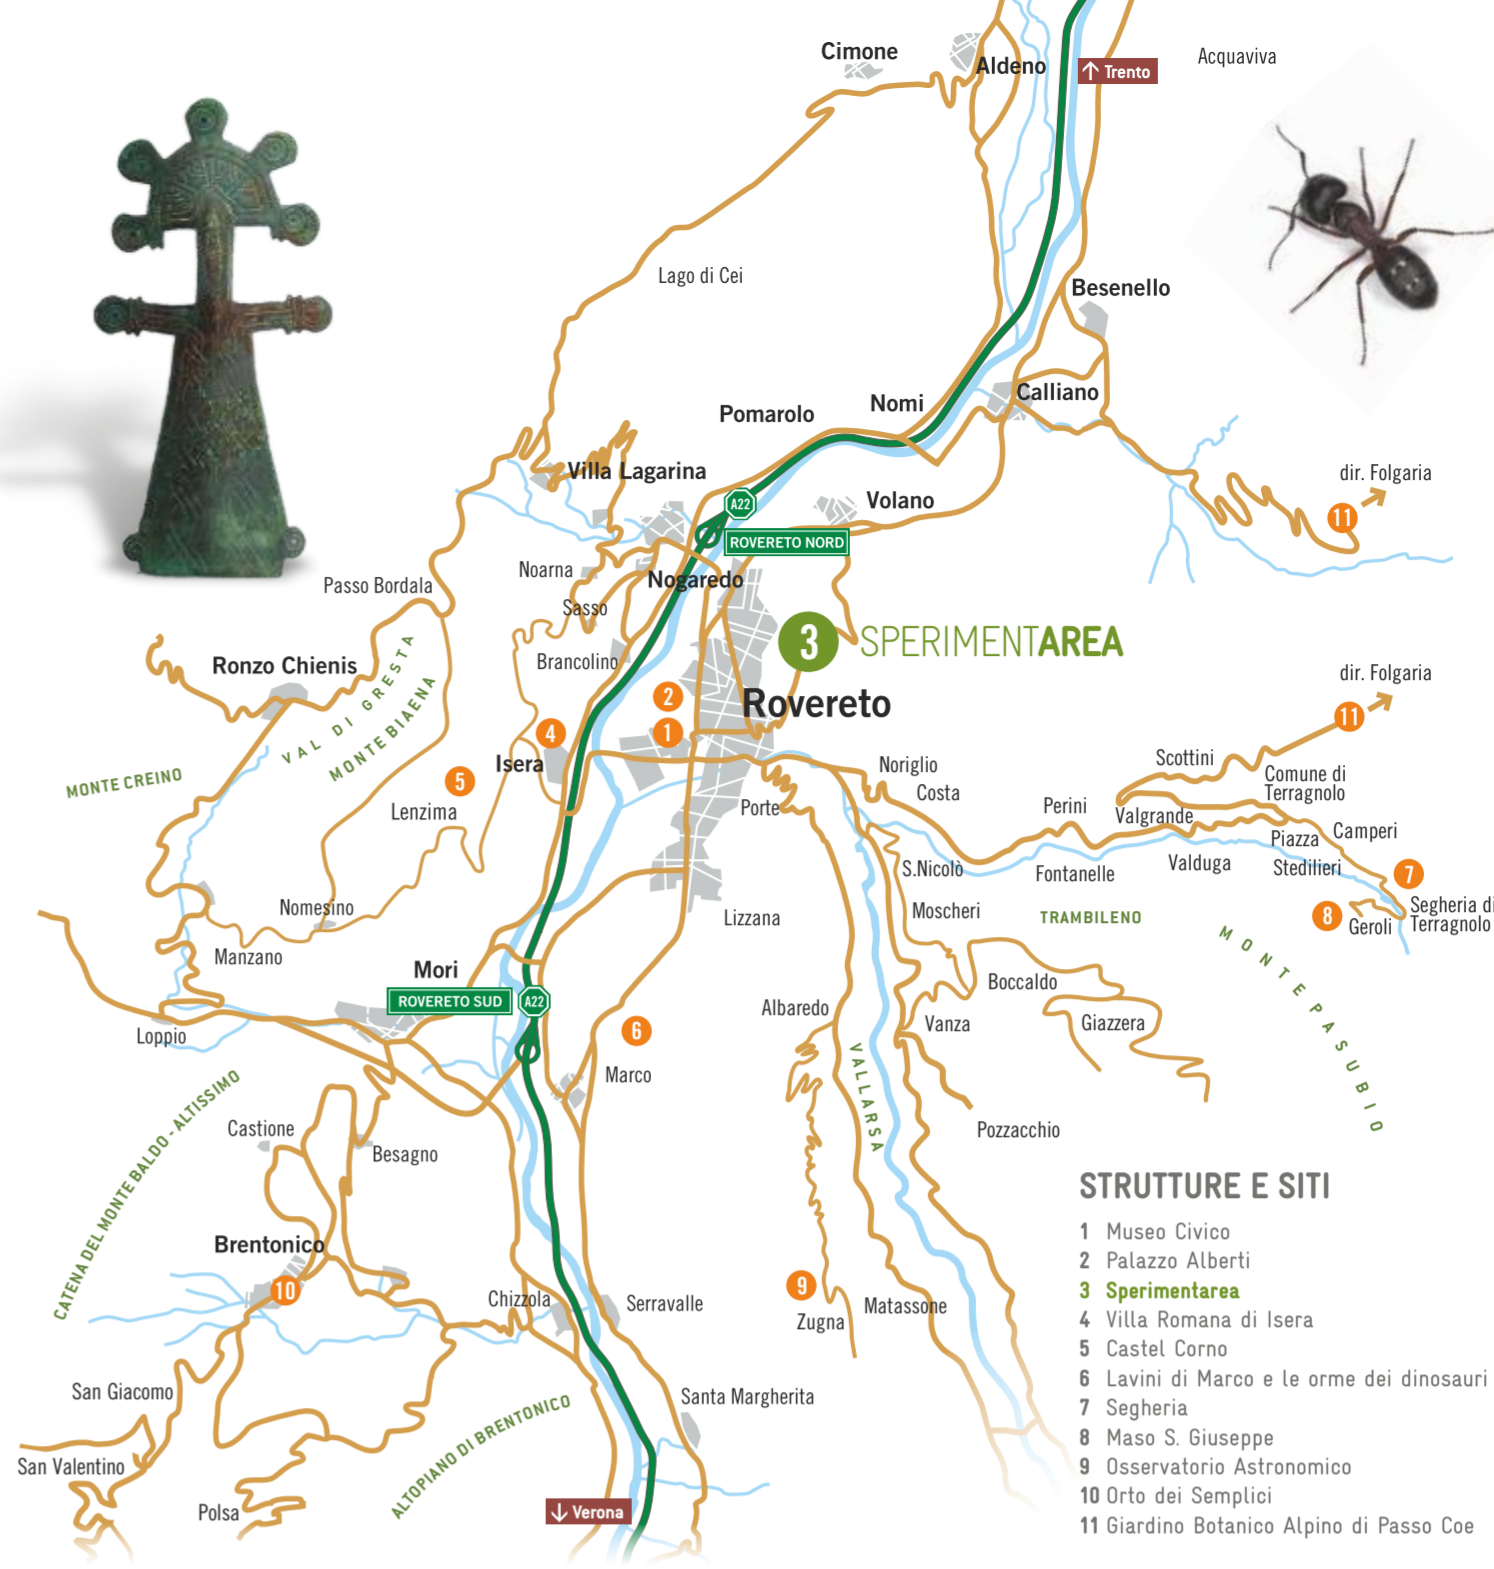 Cimone
Aldeno
↑ Trento
Acquaviva
Lago di Cei
Besenello
Calliano
Nomi
Pomarolo
Villa Lagarina
A22
Volano
ROVERETO NORD
dir. Folgaria
11
Noarna
Nogaredo
Passo Bordala
Sasso
3 SPERIMENTAREA
Brancolino
Ronzo Chienis
VAL DI GRESTA
MONTE BIAENA
MONTE CREINO
2
Rovereto
1
4
Isera
5
Lenzima
dir. Folgaria
11
Noriglio
Costa
Scottini
Comune di
Terragnolo
Porte
Perini
Valgrande
Piazza
Camperi
S.Nicolò
Fontanelle
Valduga
Stedilieri
7
Segheria di
Terragnolo
8
Geroli
Moscheri
TRAMBILENO
MONTE PASUBIO
Lizzana
Nomesino
Manzano
Mori
ROVERETO SUD
A22
Boccaldo
Albaredo
Vanza
Giazzera
Loppio
6
Marco
VALLARSA
CATENA DEL MONTE BALDO - ALTISSIMO
Castione
Besagno
Pozzacchio
Brentonico
10
Chizzola
Serravalle
9
Zugna
Matassone
San Giacomo
ALTOPIANO DI BRENTONICO
Santa Margherita
San Valentino
Polsa
↓ Verona
STRUTTURE E SITI
1 Museo Civico
2 Palazzo Alberti
3 Sperimentarea
4 Villa Romana di Isera
5 Castel Corno
6 Lavini di Marco e le orme dei dinosauri
7 Segheria
8 Maso S. Giuseppe
9 Osservatorio Astronomico
10 Orto dei Semplici
11 Giardino Botanico Alpino di Passo Coe